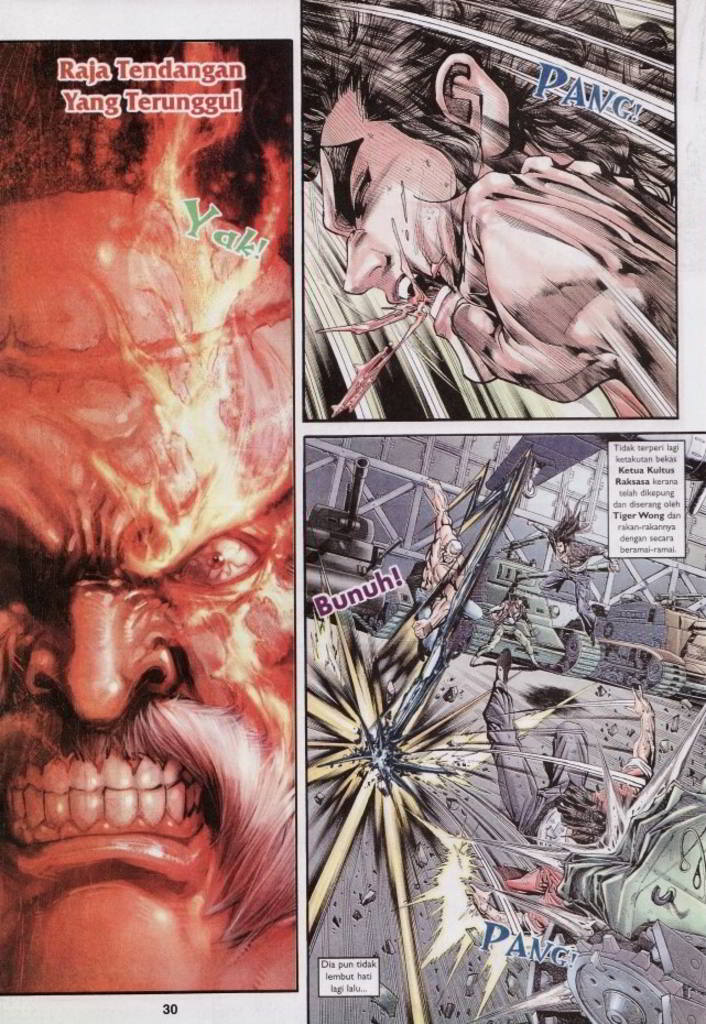 Raja Tendangan
Yang Terunggul
Yak!
PANG!
Tidak terperi lagi
ketakutan bekas
Ketua Kultus
Raksasa kerana
telah dikepung
dan diserang oleh
Tiger Wong dan
rakan-rakannya
dengan secara
beramai-ramai.
Bunuh!
PANG!
Dia pun tidak
lembut hati
lagi lalu...
30